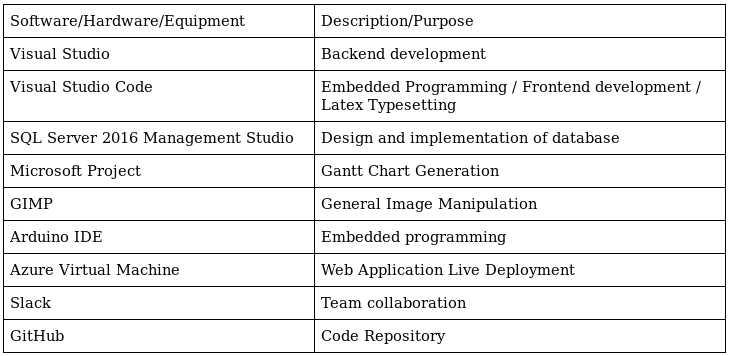 Software/Hardware/Equipment Description/Purpose
Visual Studio Backend development
Visual Studio Code Embedded Programming / Frontend development /
Latex Typesetting
SQL Server 2016 Management Studio Design and implementation of database
Microsoft Project Gantt Chart Generation
GIMP General Image Manipulation
Arduino IDE Embedded programming
Azure Virtual Machine Web Application Live Deployment
Slack Team collaboration
GitHub Code Repository